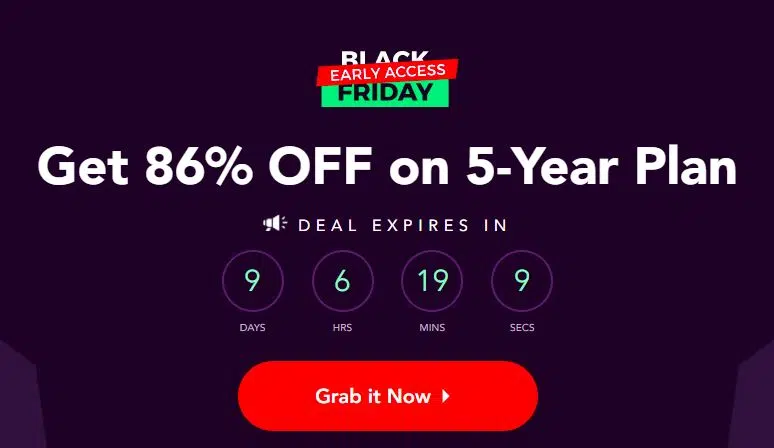 BLACK
EARLY ACCESS
FRIDAY
Get 86% OFF on 5-Year Plan
DEAL EXPIRES IN
9 6 19 9
DAYS HRS MINS SECS
Grab it Now